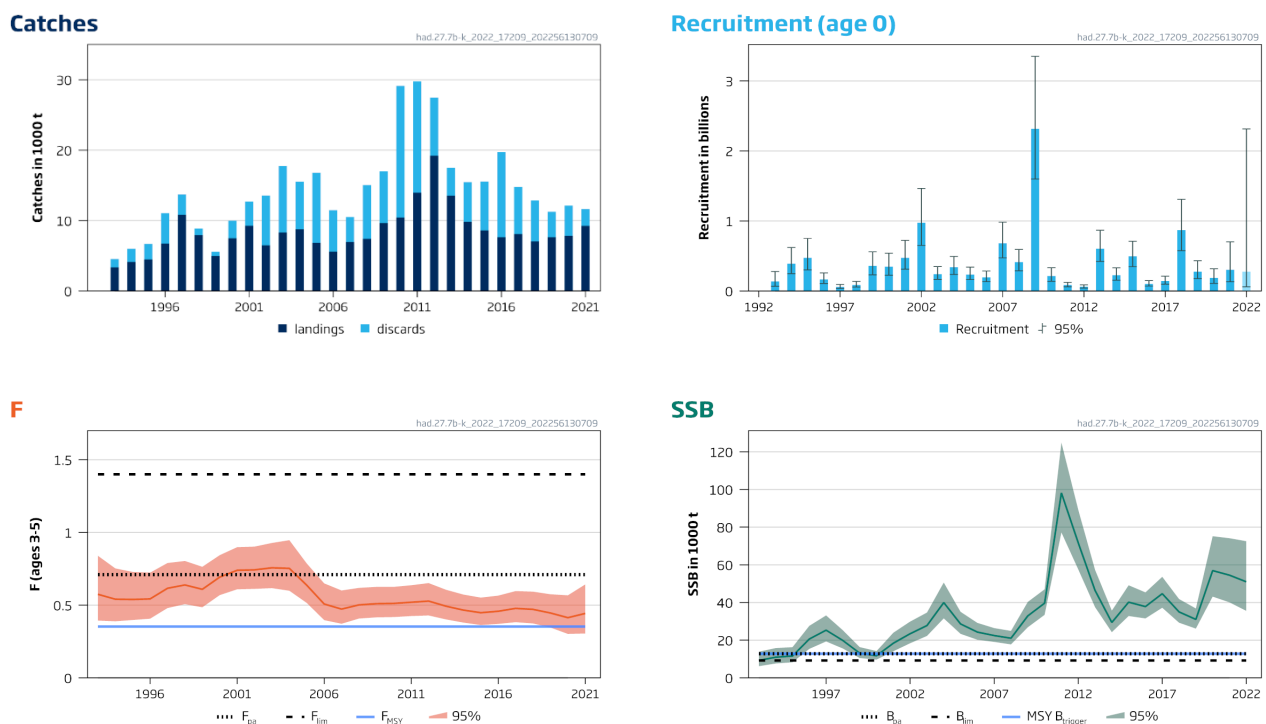 Catches
had.27.7b-k_2022_17209_202256130709
Catches in 1000 t
30
20
10
0
1996 2001 2006 2011 2016 2021
landings discards
Recruitment (age 0)
had.27.7b-k_2022_17209_202256130709
Recruitment in billions
3
2
1
0
1992 1997 2002 2007 2012 2017 2022
Recruitment 95%
F
had.27.7b-k_2022_17209_202256130709
F (ages 3-5)
1.5
1
0.5
0
1996 2001 2006 2011 2016 2021
Fpa Flim FMSY 95%
SSB
had.27.7b-k_2022_17209_202256130709
SSB in 1000 t
120
100
80
60
40
20
0
1997 2002 2007 2012 2017 2022
Bpa Blim MSY Btrigger 95%